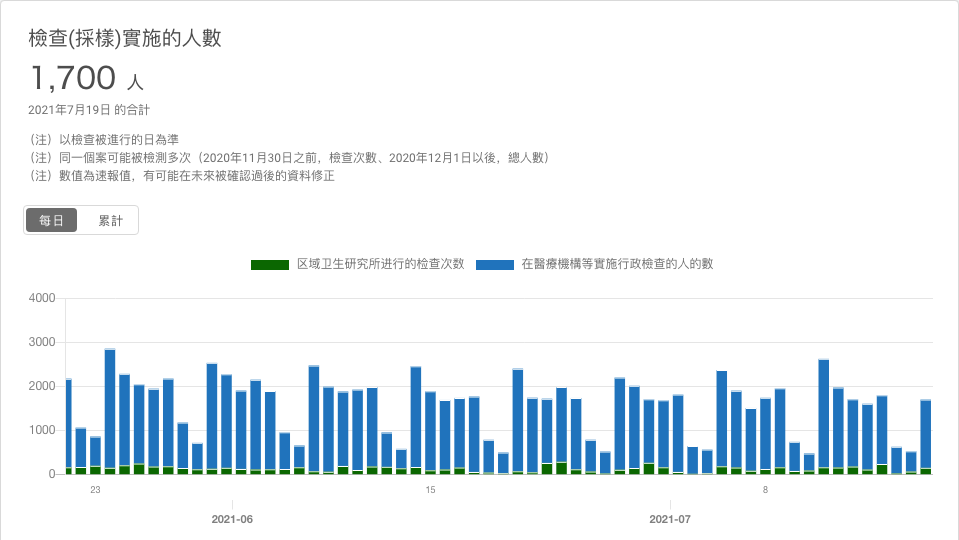 檢查(採樣)實施的人數
1,700 人
2021年7月19日 的合計
（注）以檢查被進行的日為準
（注）同一個案可能被檢測多次（2020年11月30日之前，檢查次數、2020年12月1日以後，總人數）
（注）數值為速報值，有可能在未來被確認過後的資料修正
每日 累計
区域卫生研究所进行的检查次数 在醫療機構等實施行政檢查的人的數
4000
3000
2000
1000
0
23 15 8
2021-06 2021-07